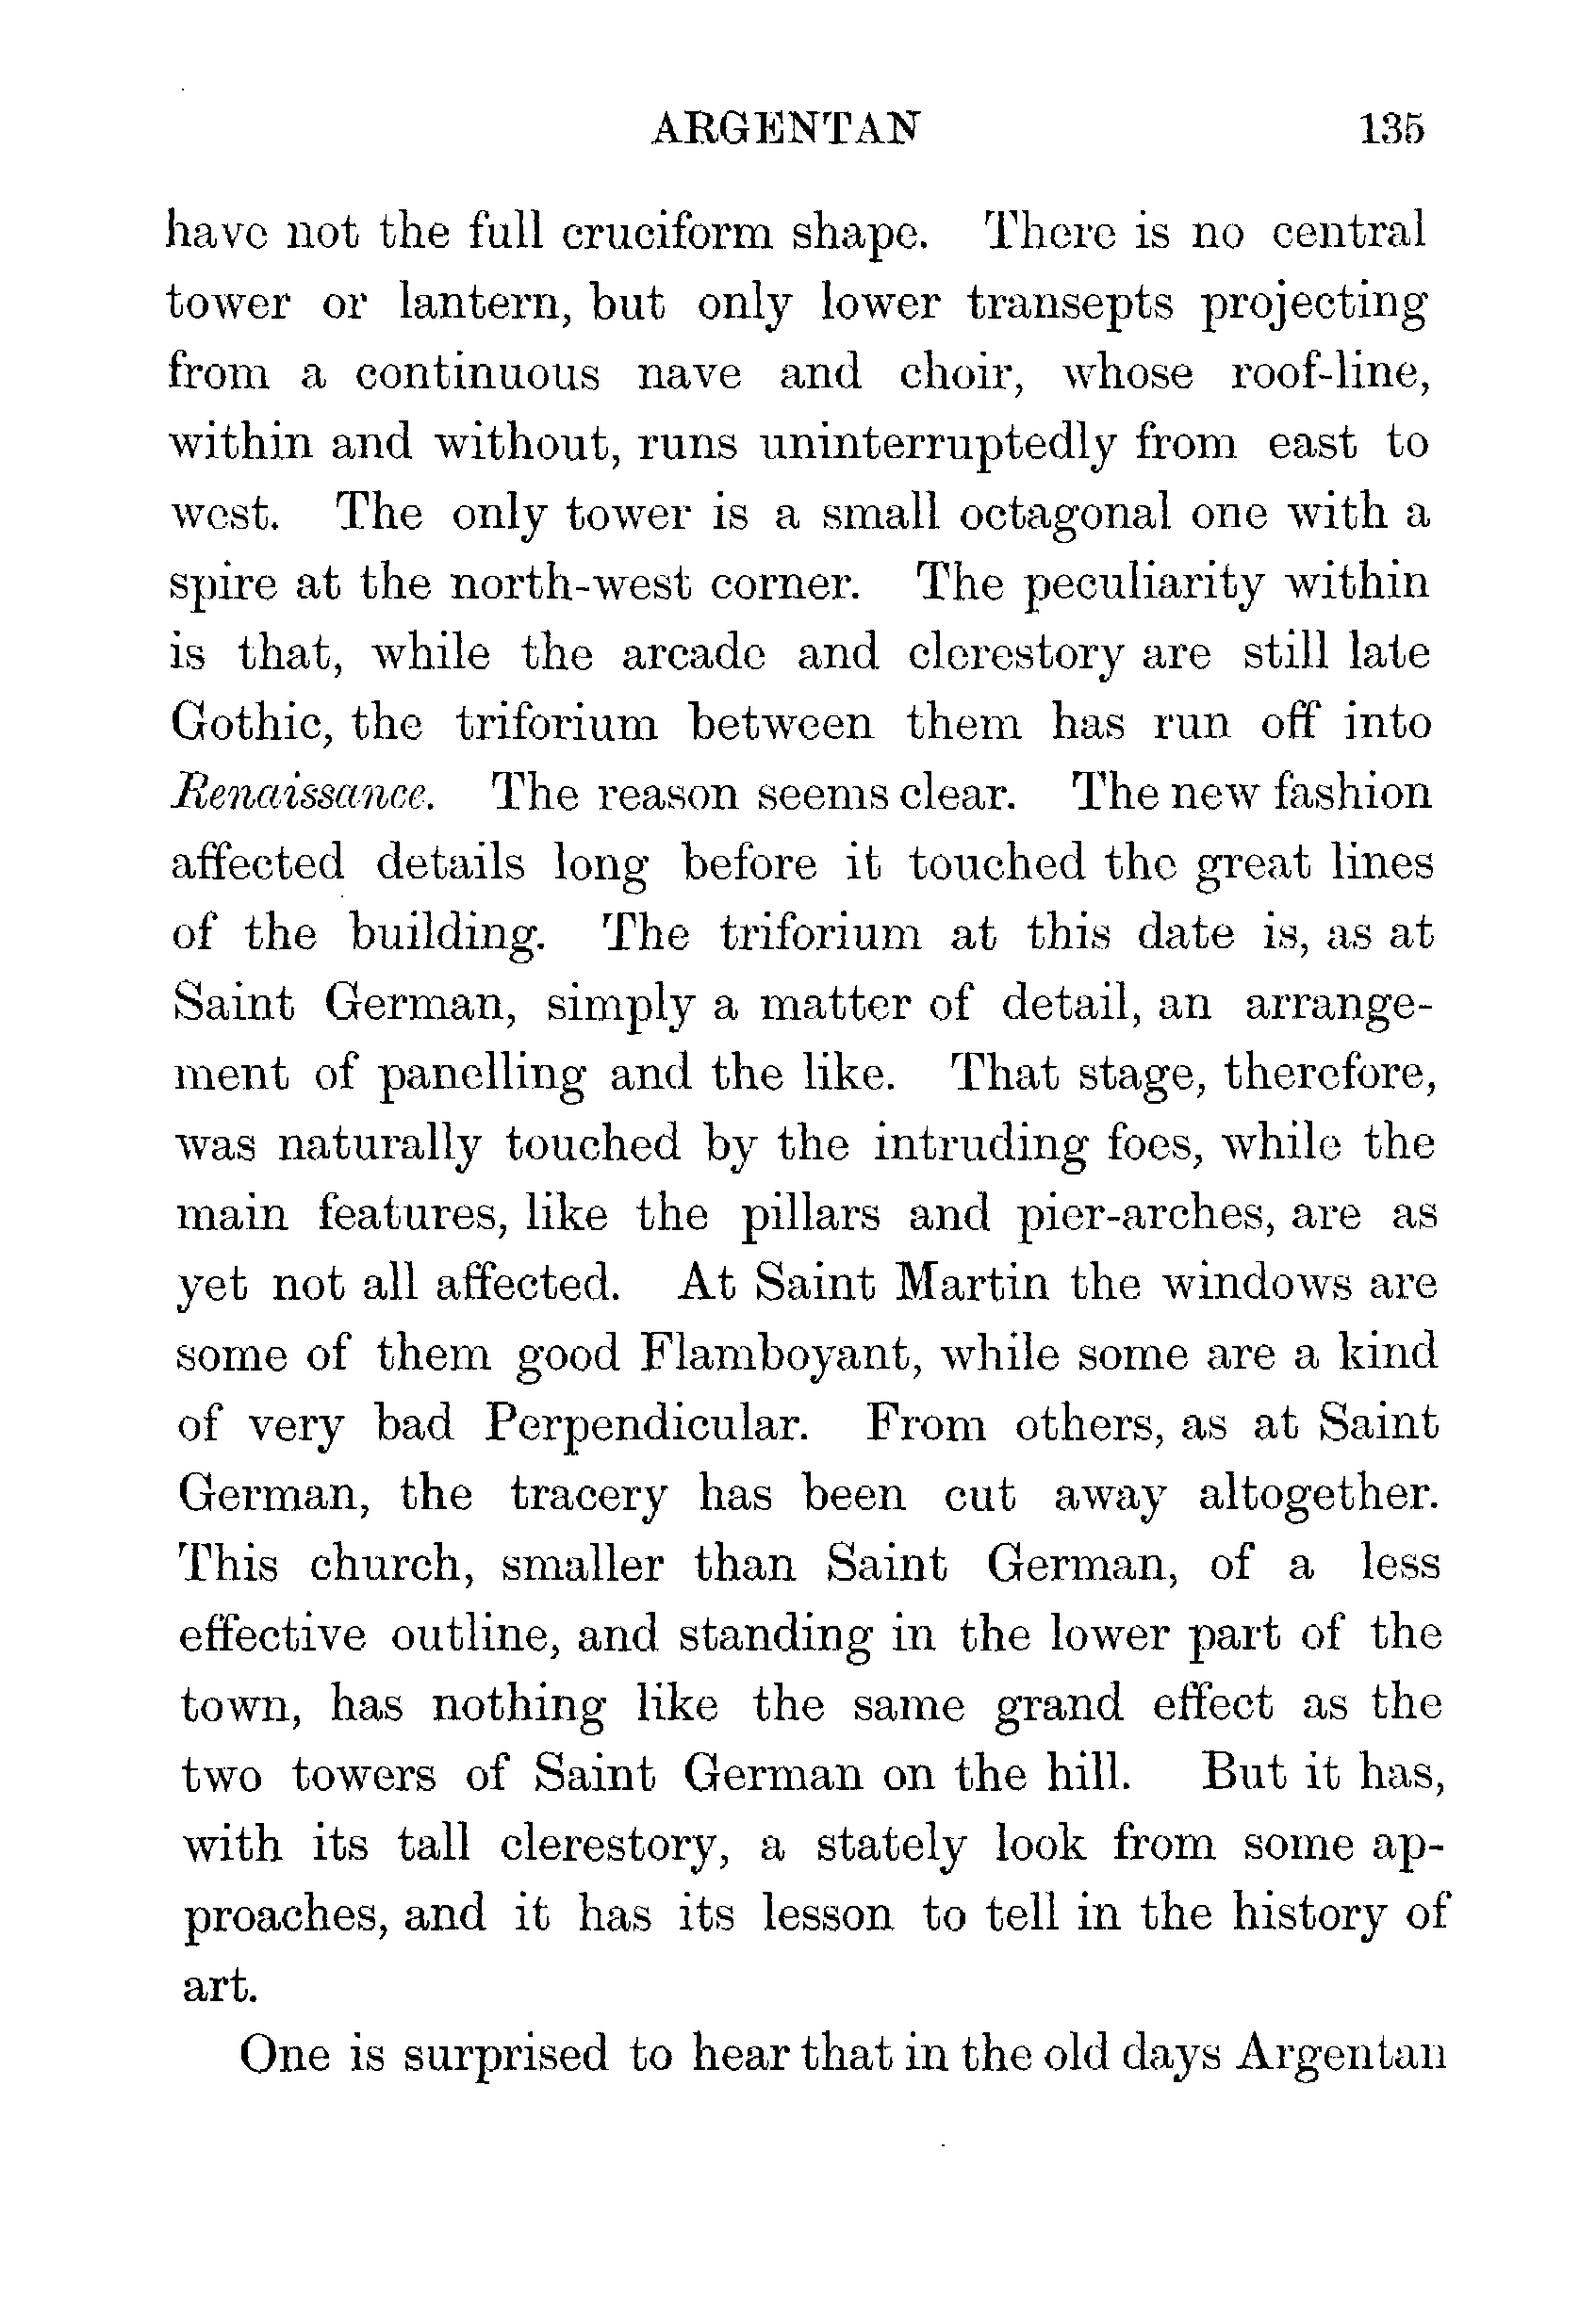 ARGENTAN 135
have not the full cruciform shape. There is no central
tower or lantern, but only lower transepts projecting
from a continuous nave and choir, whose roof-line,
within and without, runs uninterruptedly from east to
west. The only tower is a small octagonal one with a
spire at the north-west corner. The peculiarity within
is that, while the arcade and clerestory are still late
Gothic, the triforium between them has run off into
Renaissance. The reason seems clear. The new fashion
affected details long before it touched the great lines
of the building. The triforium at this date is, as at
Saint German, simply a matter of detail, an arrange-
ment of panelling and the like. That stage, therefore,
was naturally touched by the intruding foes, while the
main features, like the pillars and pier-arches, are as
yet not all affected. At Saint Martin the windows are
some of them good Flamboyant, while some are a kind
of very bad Perpendicular. From others, as at Saint
German, the tracery has been cut away altogether.
This church, smaller than Saint German, of a less
effective outline, and standing in the lower part of the
town, has nothing like the same grand effect as the
two towers of Saint German on the hill. But it has,
with its tall clerestory, a stately look from some ap-
proaches, and it has its lesson to tell in the history of
art.
One is surprised to hear that in the old days Argentan